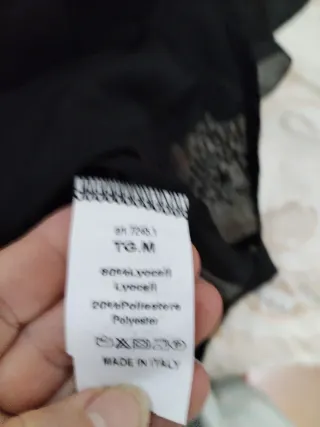 TG.M
80%Lyocell
Lyocell
20%Poliestere
Polyester
MADE IN ITALY